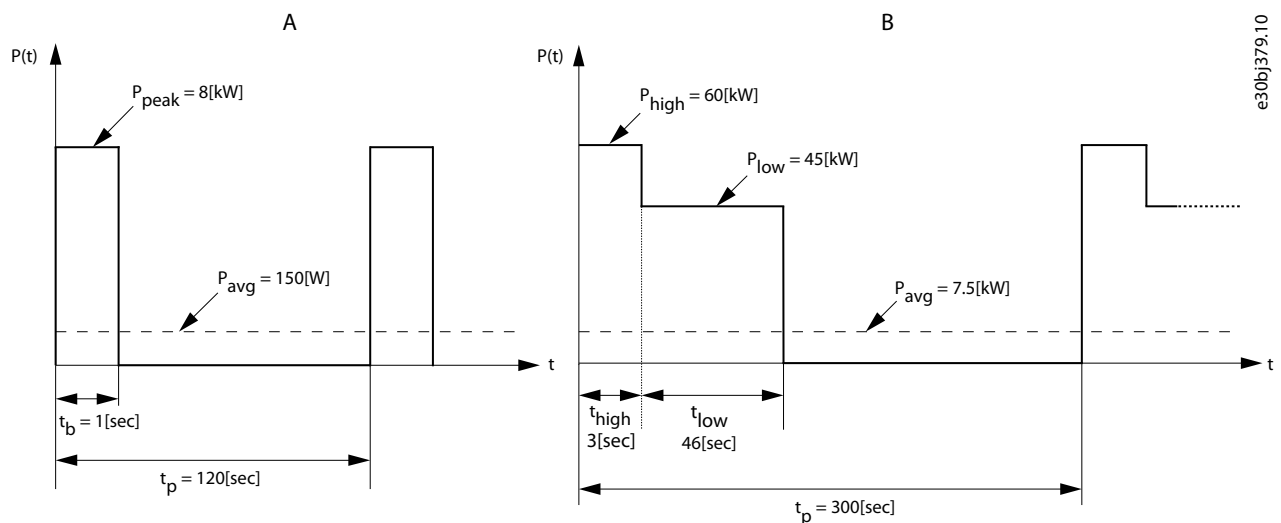 A
P(t)
P_peak = 8[kW]
P_avg = 150[W]
t
t_b = 1[sec]
t_p = 120[sec]
B
P(t)
P_high = 60[kW]
P_low = 45[kW]
P_avg = 7.5[kW]
t
t_high
3[sec]
t_low
46[sec]
t_p = 300[sec]
e30bj379.10